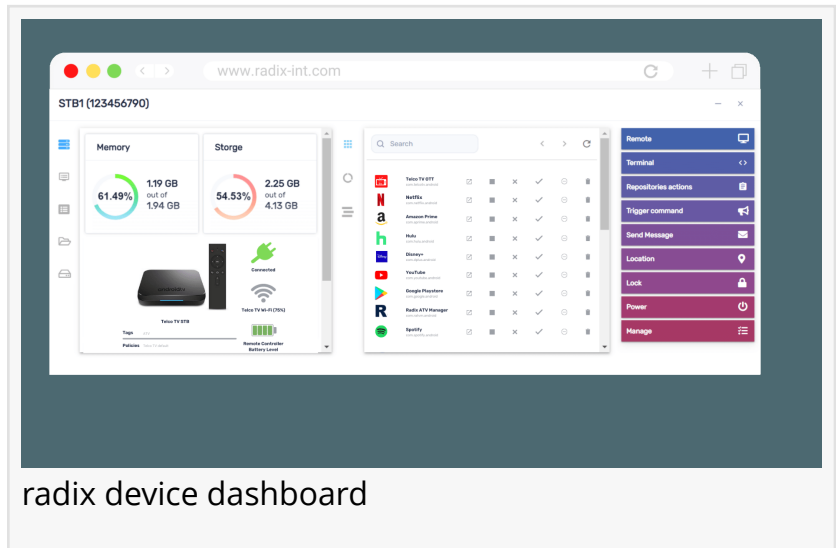 www.radix-int.com
STB1 (123456790)
Memory
61.49%
1.19 GB
out of
1.94 GB
Storge
54.53%
2.25 GB
out of
4.13 GB
Connected
Telco TV Wi-Fi (75%)
Remote Controller
Battery Level
Telco TV STB
Tags
Policies
Search
Telco TV OTT
Netflix
Amazon Prime
Hulu
Disney+
YouTube
Google Playstore
Radix ATV Manager
Spotify
Remote
Terminal
Repositories actions
Trigger command
Send Message
Location
Lock
Power
Manage
radix device dashboard